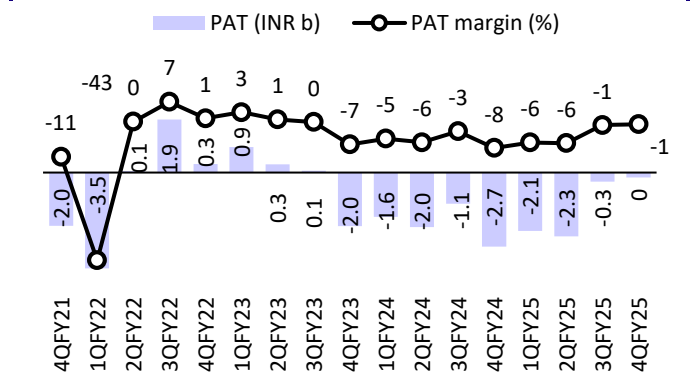 PAT (INR b) PAT margin (%)
-11 -43 0 7 1 3 1 0 -7 -5 -6 -3 -8 -6 -6 -1 -1
-2.0 -3.5 0.1 1.9 0.3 0.9 0.3 0.1 -2.0 -1.6 -2.0 -1.1 -2.7 -2.1 -2.3 -0.3 0
4QFY21 1QFY22 2QFY22 3QFY22 4QFY22 1QFY23 2QFY23 3QFY23 4QFY23 1QFY24 2QFY24 3QFY24 4QFY24 1QFY25 2QFY25 3QFY25 4QFY25